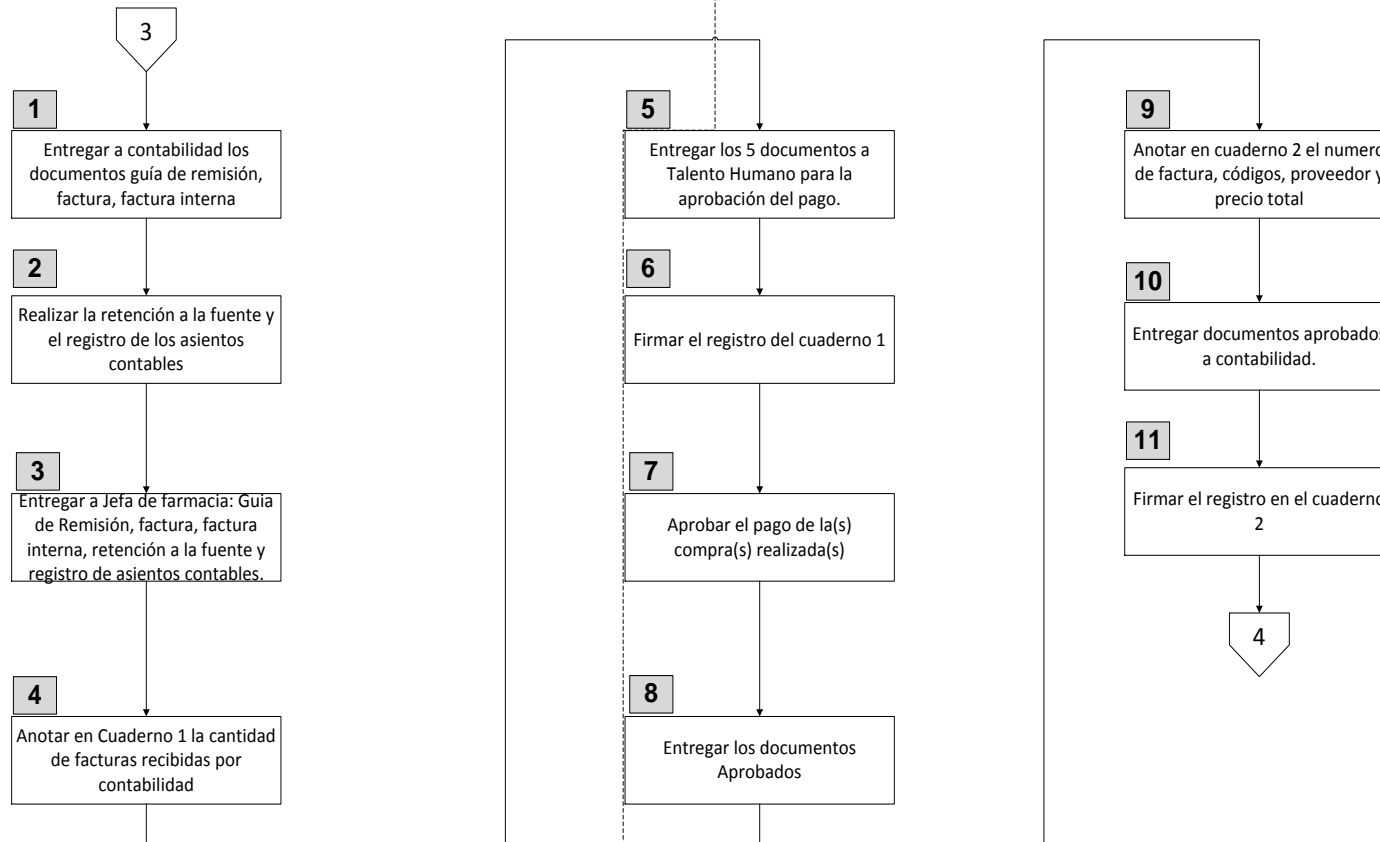 3
1
Entregar a contabilidad los
documentos guía de remisión,
factura, factura interna
2
Realizar la retención a la fuente y
el registro de los asientos
contables
3
Entregar a Jefa de farmacia: Guia
de Remisión, factura, factura
interna, retención a la fuente y
registro de asientos contables.
4
Anotar en Cuaderno 1 la cantidad
de facturas recibidas por
contabilidad
5
Entregar los 5 documentos a
Talento Humano para la
aprobación del pago.
6
Firmar el registro del cuaderno 1
7
Aprobar el pago de la(s)
compra(s) realizada(s)
8
Entregar los documentos
Aprobados
9
Anotar en cuaderno 2 el numero
de factura, códigos, proveedor y
precio total
10
Entregar documentos aprobados
a contabilidad.
11
Firmar el registro en el cuaderno
2
4